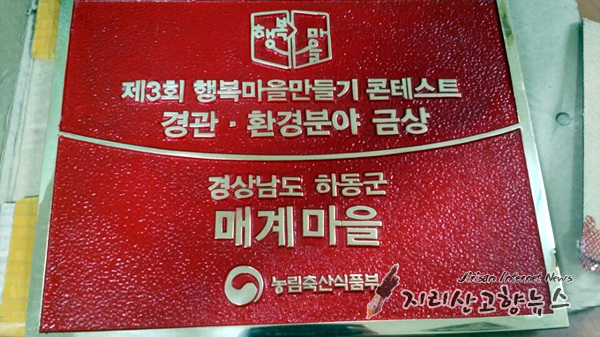 행복마을
제3회 행복마을만들기 콘테스트
경관·환경분야 금상
경상남도 하동군
매계마을
농림축산식품부
Jirisan Internet News
지리산고향뉴스